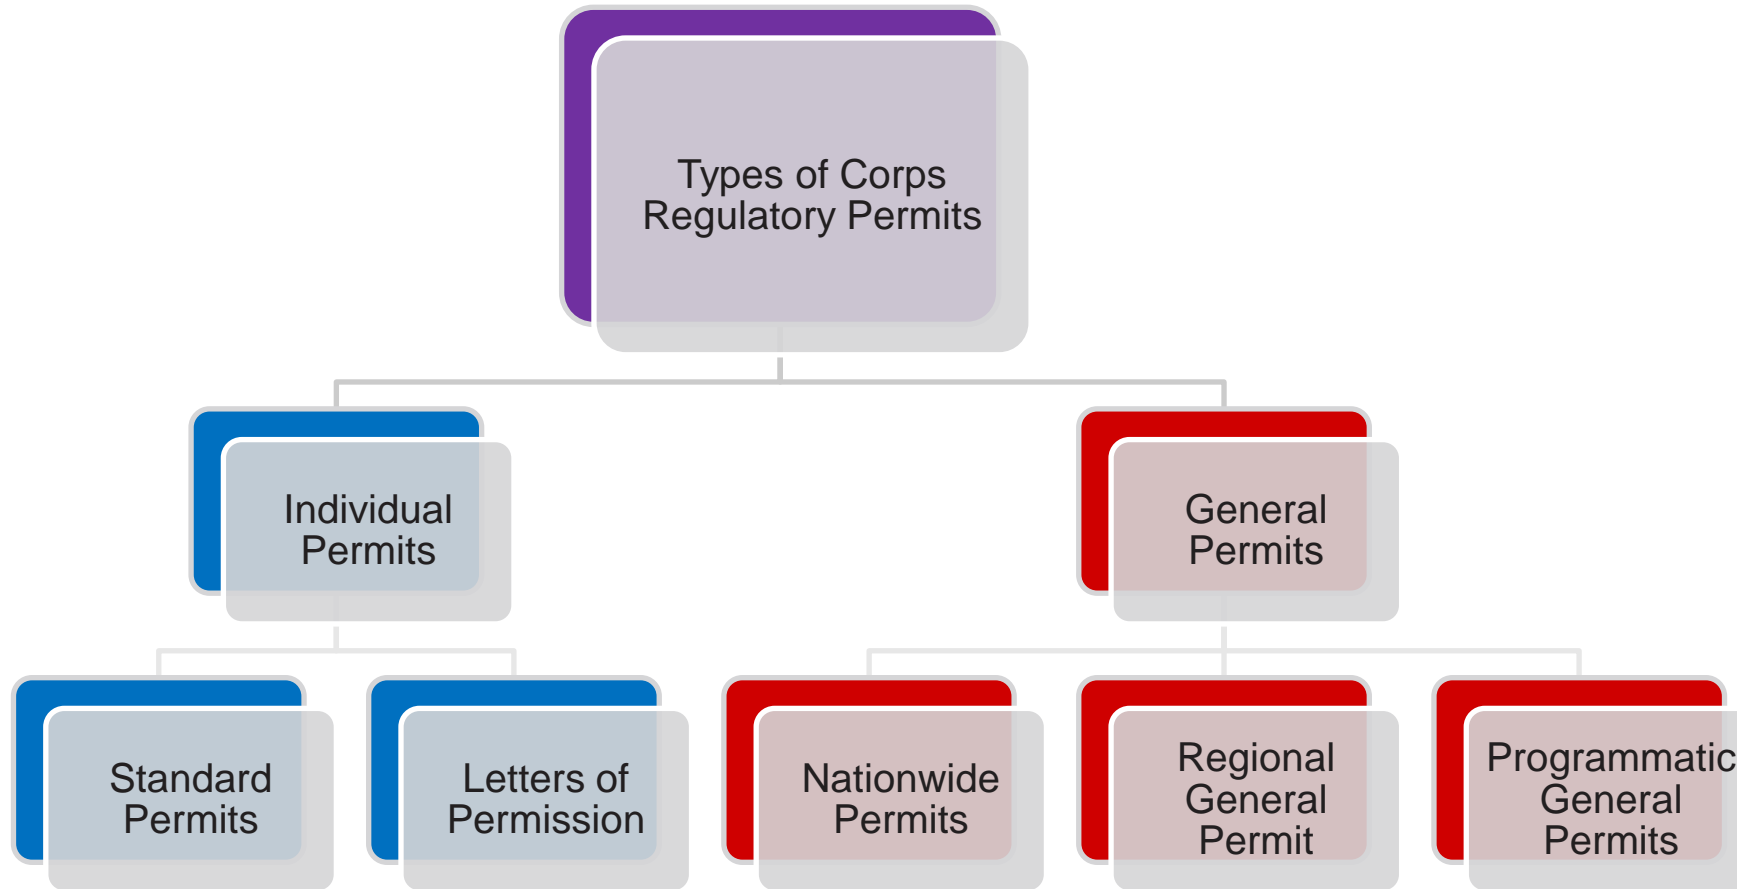 Types of Corps
Regulatory Permits
Individual
Permits
General
Permits
Standard
Permits
Letters of
Permission
Nationwide
Permits
Regional
General
Permit
Programmatic
General
Permits